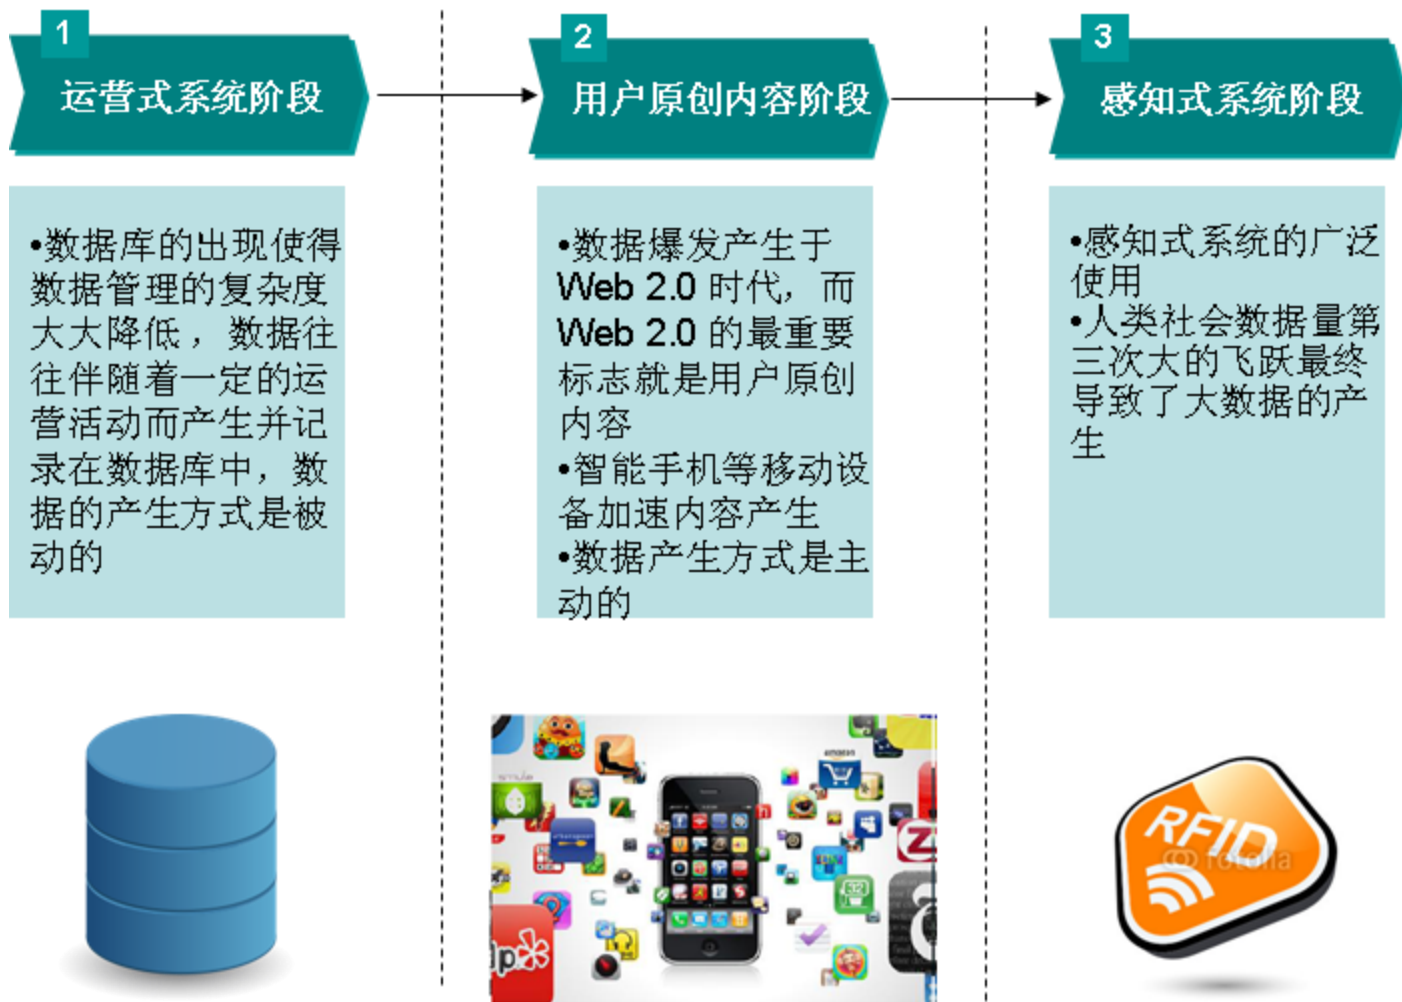 1
运营式系统阶段
2
用户原创内容阶段
3
感知式系统阶段
•数据库的出现使得
数据管理的复杂度
大大降低，数据往
往伴随着一定的运
营活动而产生并记
录在数据库中，数
据的产生方式是被
动的
•数据爆发产生于
Web 2.0 时代，而
Web 2.0 的最重要
标志就是用户原创
内容
•智能手机等移动设
备加速内容产生
•数据产生方式是主
动的
•感知式系统的广泛
使用
•人类社会数据量第
三次大的飞跃最终
导致了大数据的产
生
amazon
RFID
fotolia